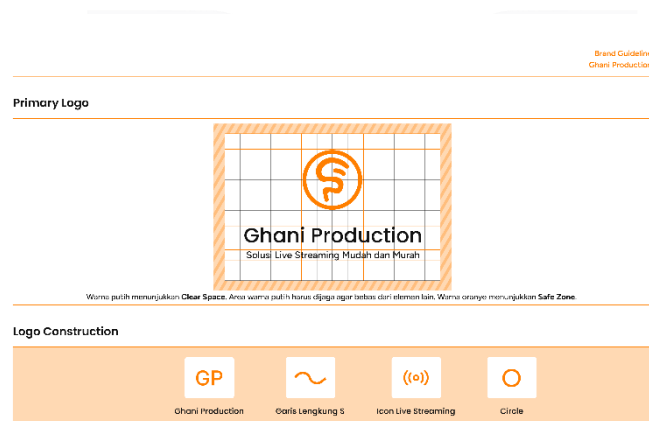 Brand Guideline
Ghani Production
Primary Logo
Ghani Production
Solusi Live Streaming Mudah dan Murah
Warna putih menunjukkan Clear Space. Area warna putih harus dijaga agar bebas dari elemen lain. Warna oranye menunjukkan Safe Zone.
Logo Construction
GP
Ghani Production
Garis Lengkung S
Icon Live Streaming
Circle